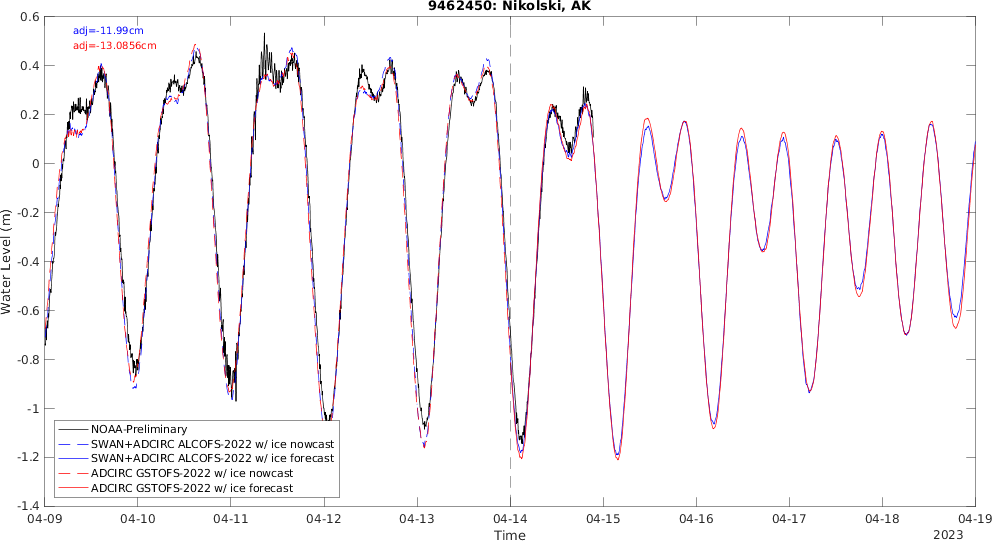 9462450: Nikolski, AK
adj=-11.99cm
adj=-13.0856cm
0.6
0.4
0.2
0
-0.2
-0.4
-0.6
-0.8
-1
-1.2
-1.4
Water Level (m)
NOAA-Preliminary
SWAN+ADCIRC ALCOFS-2022 w/ ice nowcast
SWAN+ADCIRC ALCOFS-2022 w/ ice forecast
ADCIRC GSTOFS-2022 w/ ice nowcast
ADCIRC GSTOFS-2022 w/ ice forecast
04-09 04-10 04-11 04-12 04-13 04-14 04-15 04-16 04-17 04-18 04-19
Time
2023